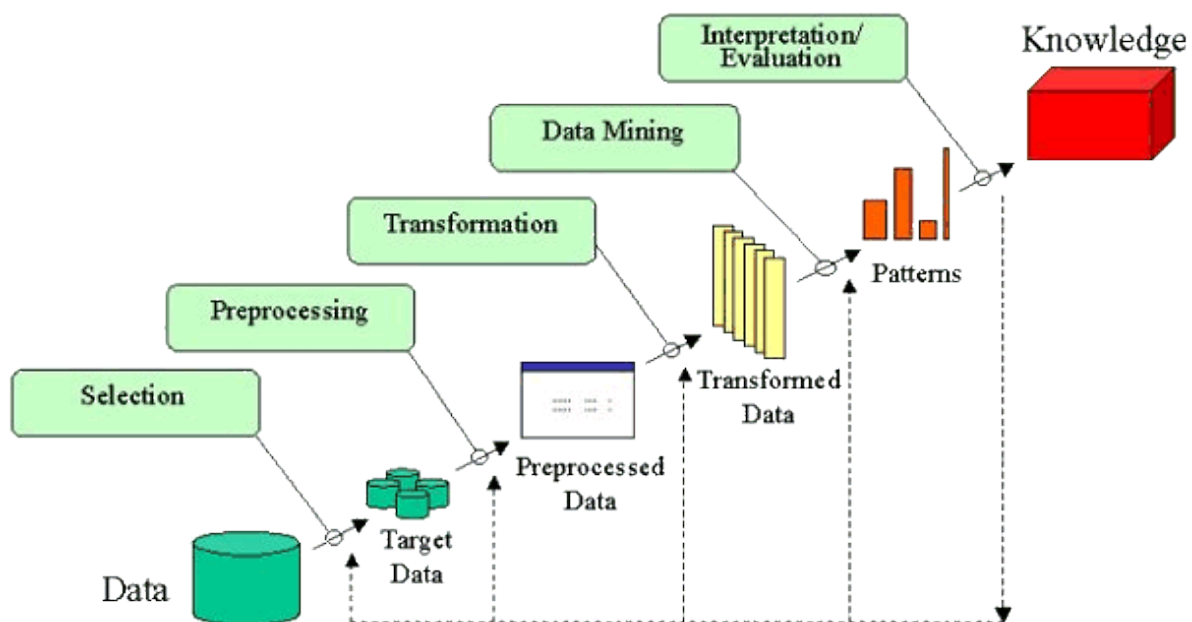 Interpretation/
Evaluation
Knowledge
Data Mining
Patterns
Transformation
Transformed
Data
Preprocessing
Preprocessed
Data
Selection
Target
Data
Data